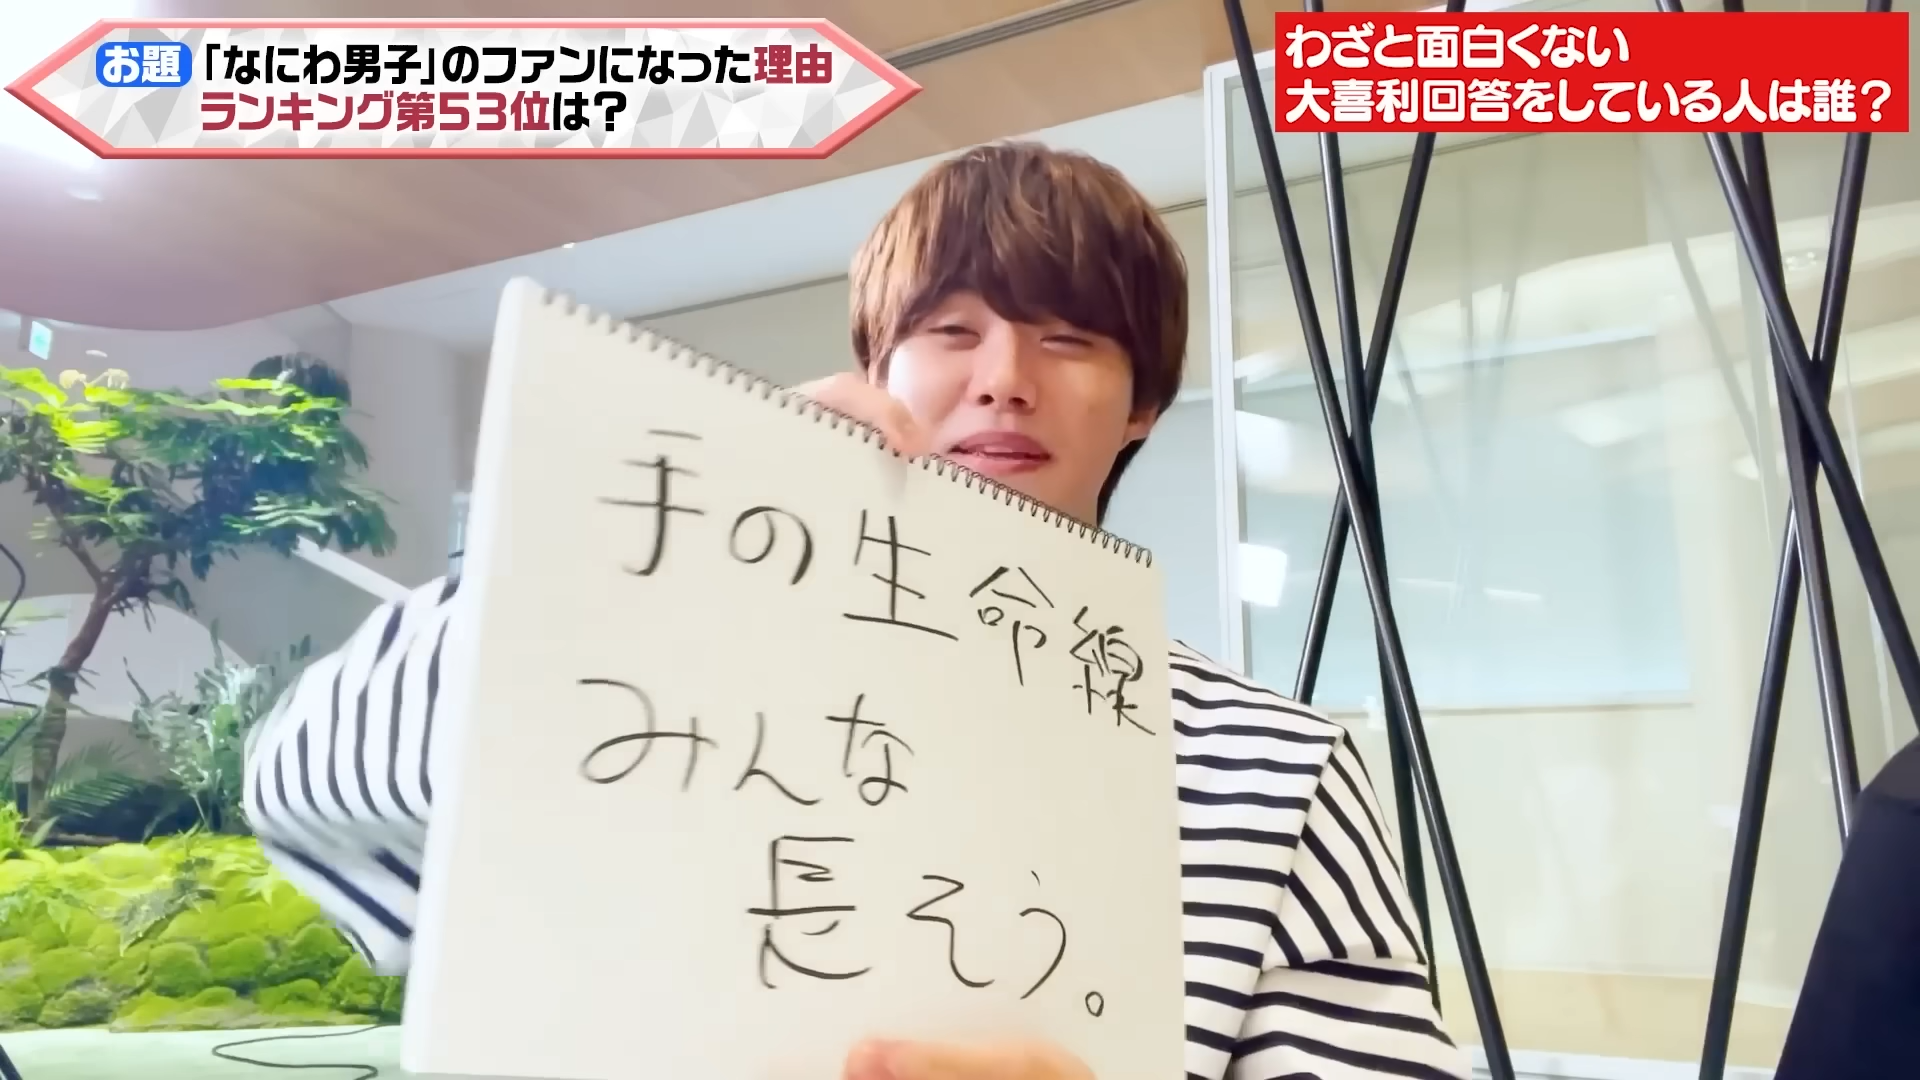 お題「なにわ男子」のファンになった理由
ランキング第53位は？
わざと面白くない
大喜利回答をしている人は誰？
手の生命線
みんな
長そう。